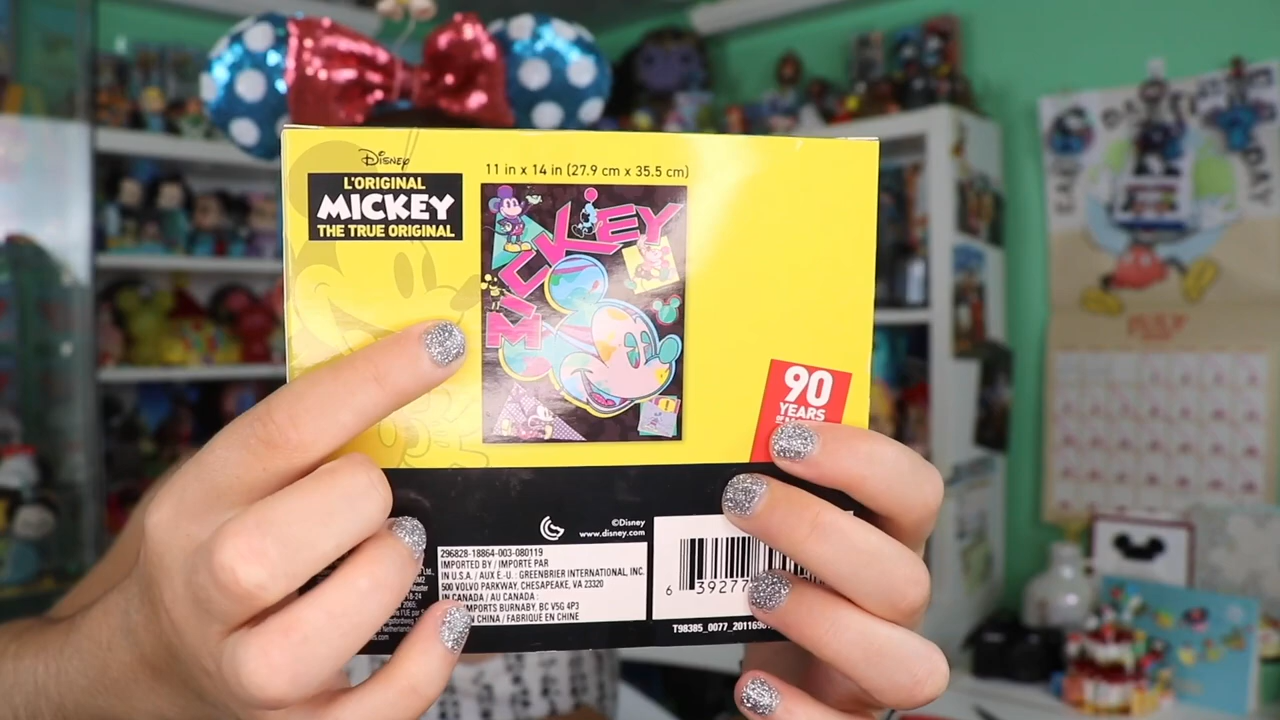 Disney
L'ORIGINAL
MICKEY
THE TRUE ORIGINAL
11 in x 14 in (27.9 cm x 35.5 cm)
MICKEY
90
YEARS
©Disney
www.disney.com
296828-18864-003-080119
IMPORTED BY / IMPORTÉ PAR
IN U.S.A. / AUX É.-U. : GREENBRIER INTERNATIONAL, INC.
500 VOLVO PARKWAY, CHESAPEAKE, VA 23320
IN CANADA / AU CANADA :
IMPORTS BURNABY, BC V5G 4P3
CHINA / FABRIQUÉ EN CHINE
6 39277
JULY